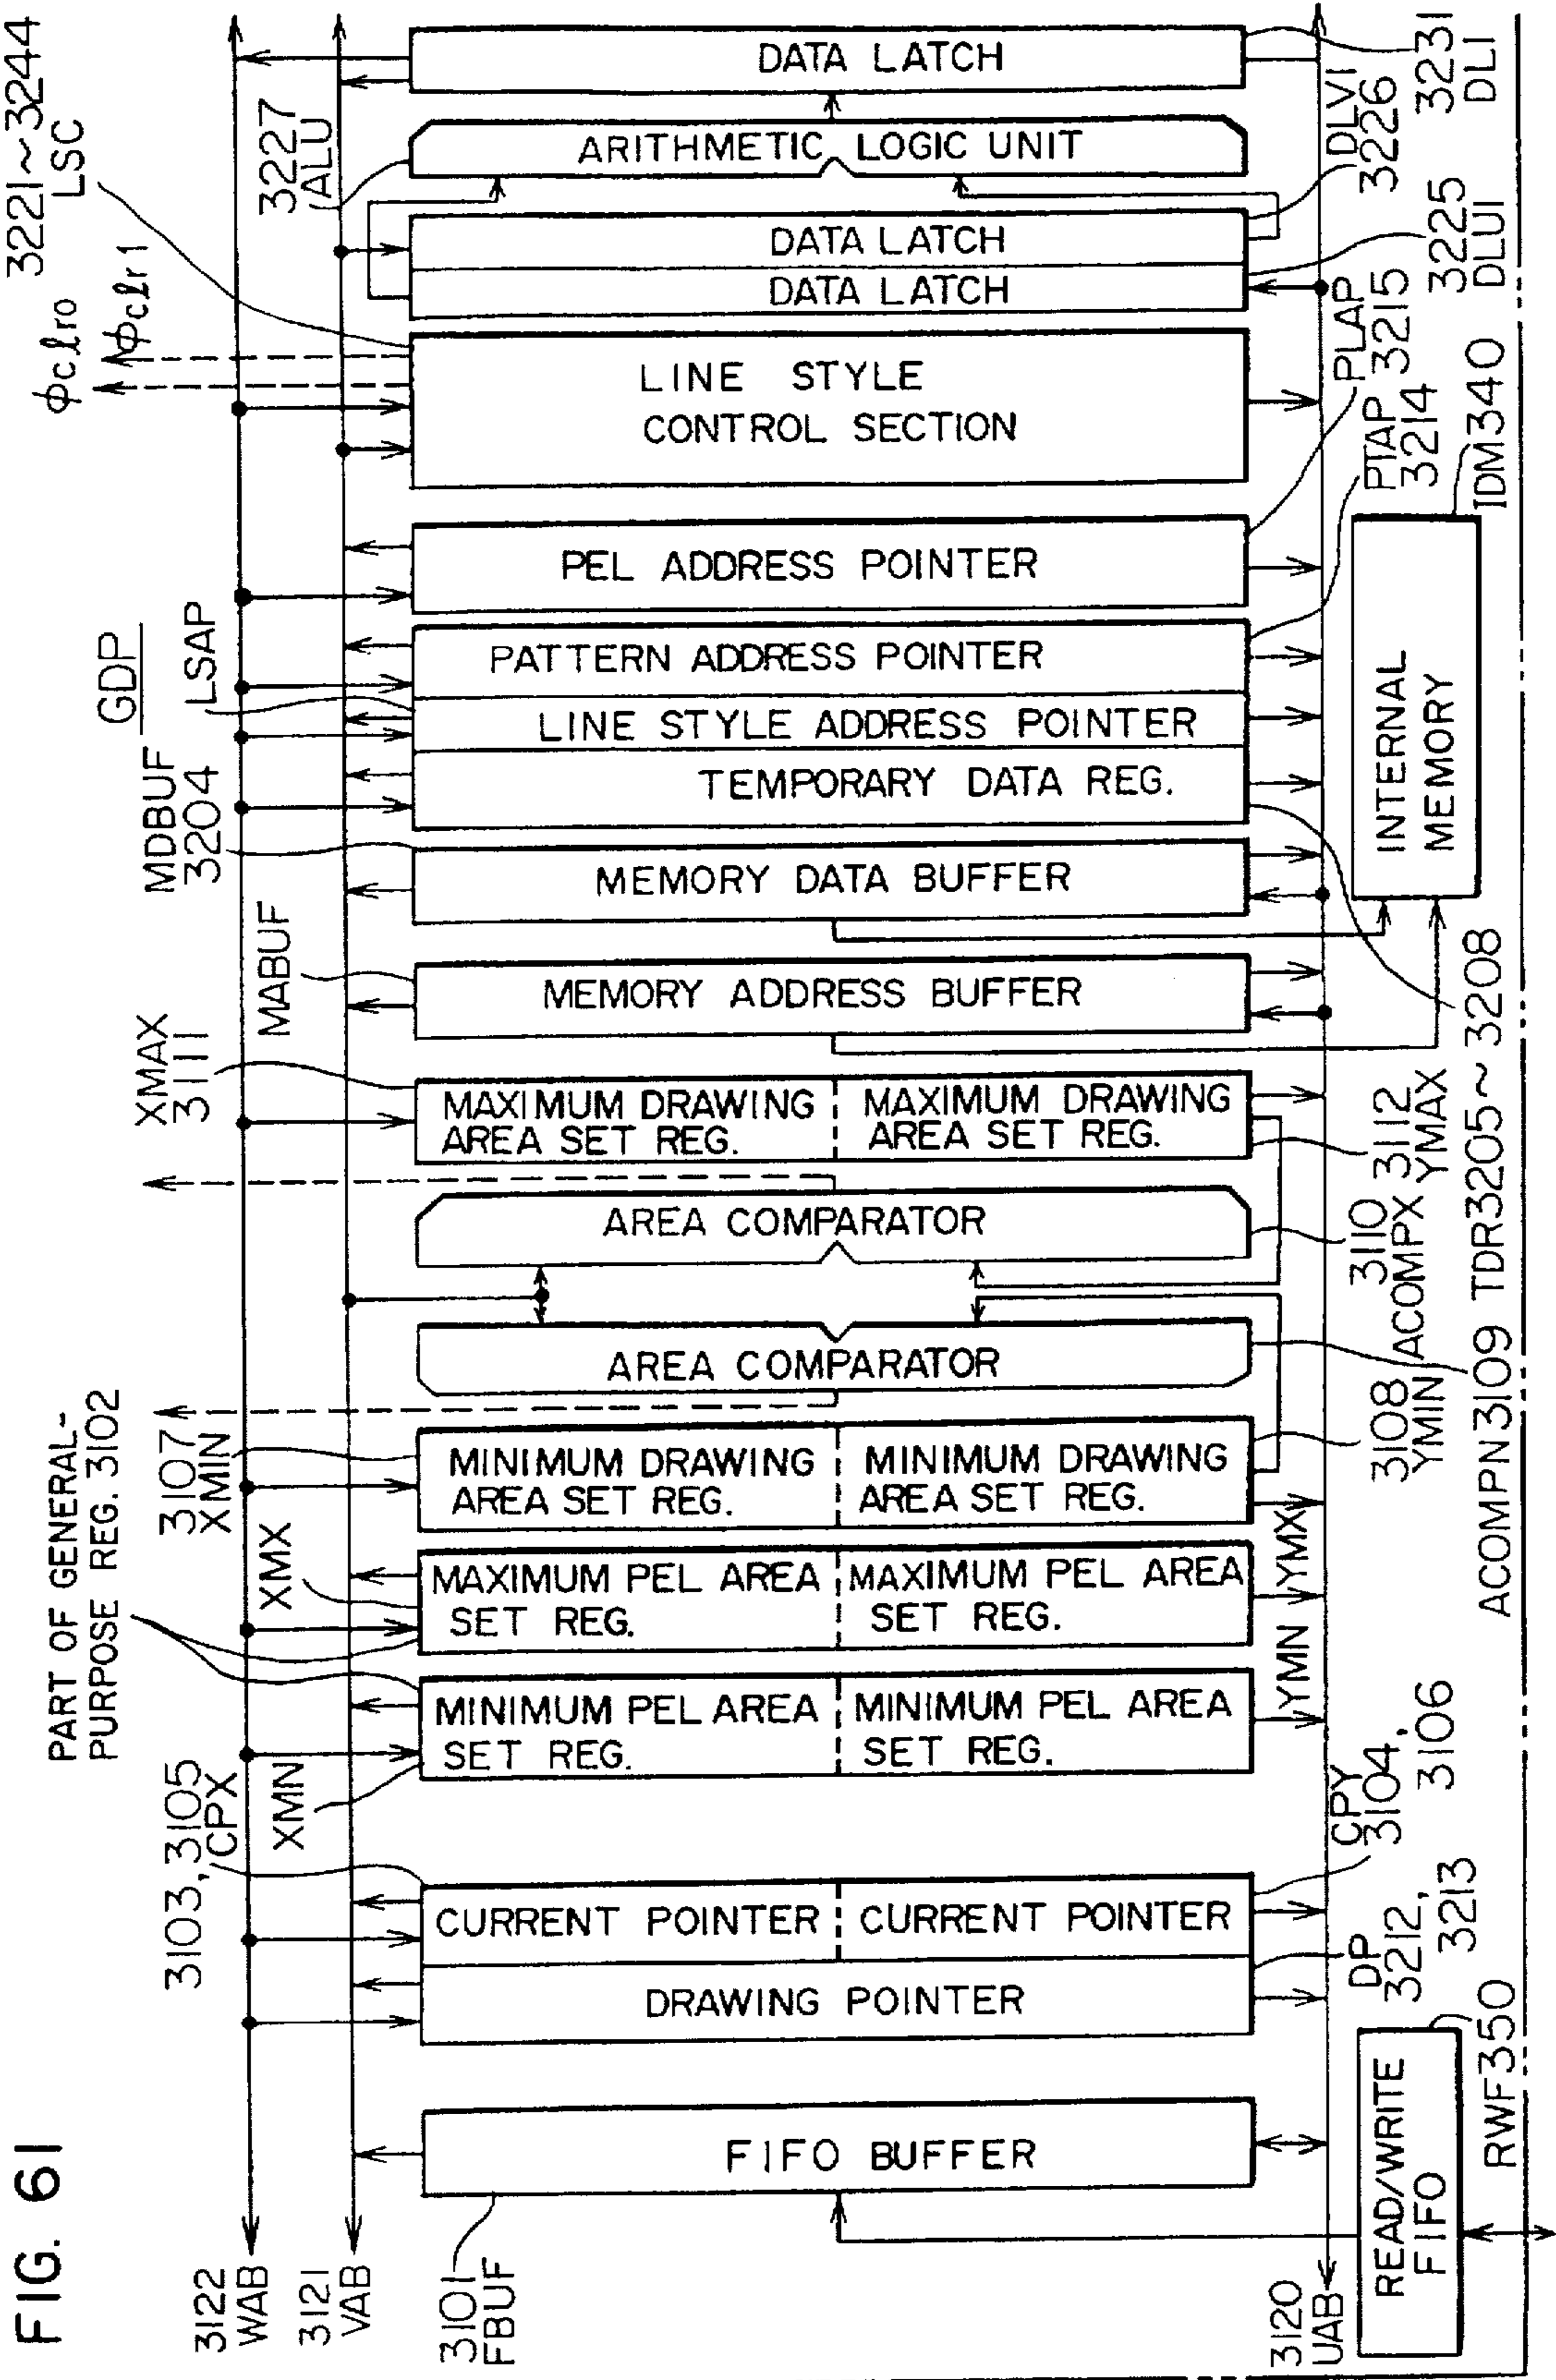 FIG. 61
3221~3244
LSC
ϕcℓro
ϕcℓr1
3227
ALU
DATA LATCH
3231
DL1
ARITHMETIC LOGIC UNIT
DATA LATCH
DLV1
3226
DATA LATCH
3225
DLU1
LINE STYLE
CONTROL SECTION
PEL ADDRESS POINTER
PLAP
3215
GDP
PATTERN ADDRESS POINTER
PTAP
3214
LSAP
LINE STYLE ADDRESS POINTER
TEMPORARY DATA REG.
TDR3205~3208
MDBUF
3204
MEMORY DATA BUFFER
INTERNAL
MEMORY
IDM340
MABUF
MEMORY ADDRESS BUFFER
XMAX
3111
MAXIMUM DRAWING
AREA SET REG.
MAXIMUM DRAWING
AREA SET REG.
3112
YMAX
AREA COMPARATOR
3110
ACOMPX
AREA COMPARATOR
ACOMPN3109
3107
XMIN
MINIMUM DRAWING
AREA SET REG.
MINIMUM DRAWING
AREA SET REG.
3108
YMIN
PART OF GENERAL-
PURPOSE REG. 3102
XMX
MAXIMUM PEL AREA
SET REG.
MAXIMUM PEL AREA
SET REG.
YMX
XMN
MINIMUM PEL AREA
SET REG.
MINIMUM PEL AREA
SET REG.
YMN
3103, 3105
CPX
CURRENT POINTER
CURRENT POINTER
CPY
3104,
3106
DRAWING POINTER
DP
3212,
3213
3101
FBUF
FIFO BUFFER
READ/WRITE
FIFO
RWF350
3122
WAB
3121
VAB
3120
UAB